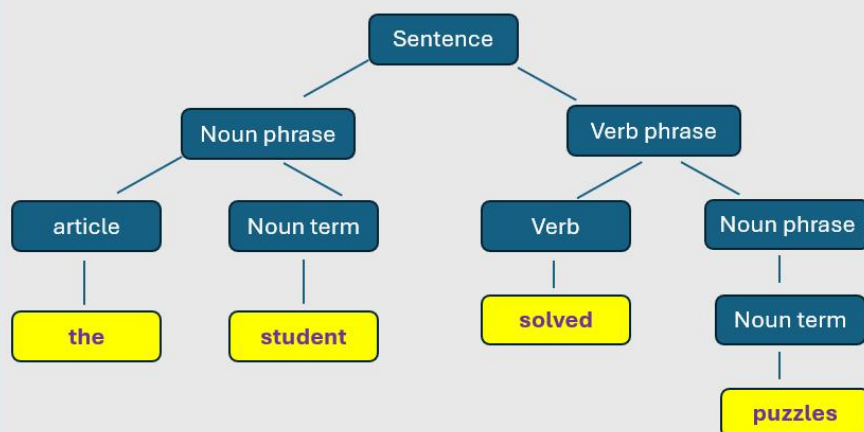 Sentence
Noun phrase
Verb phrase
article
Noun term
Verb
Noun phrase
the
student
solved
Noun term
puzzles